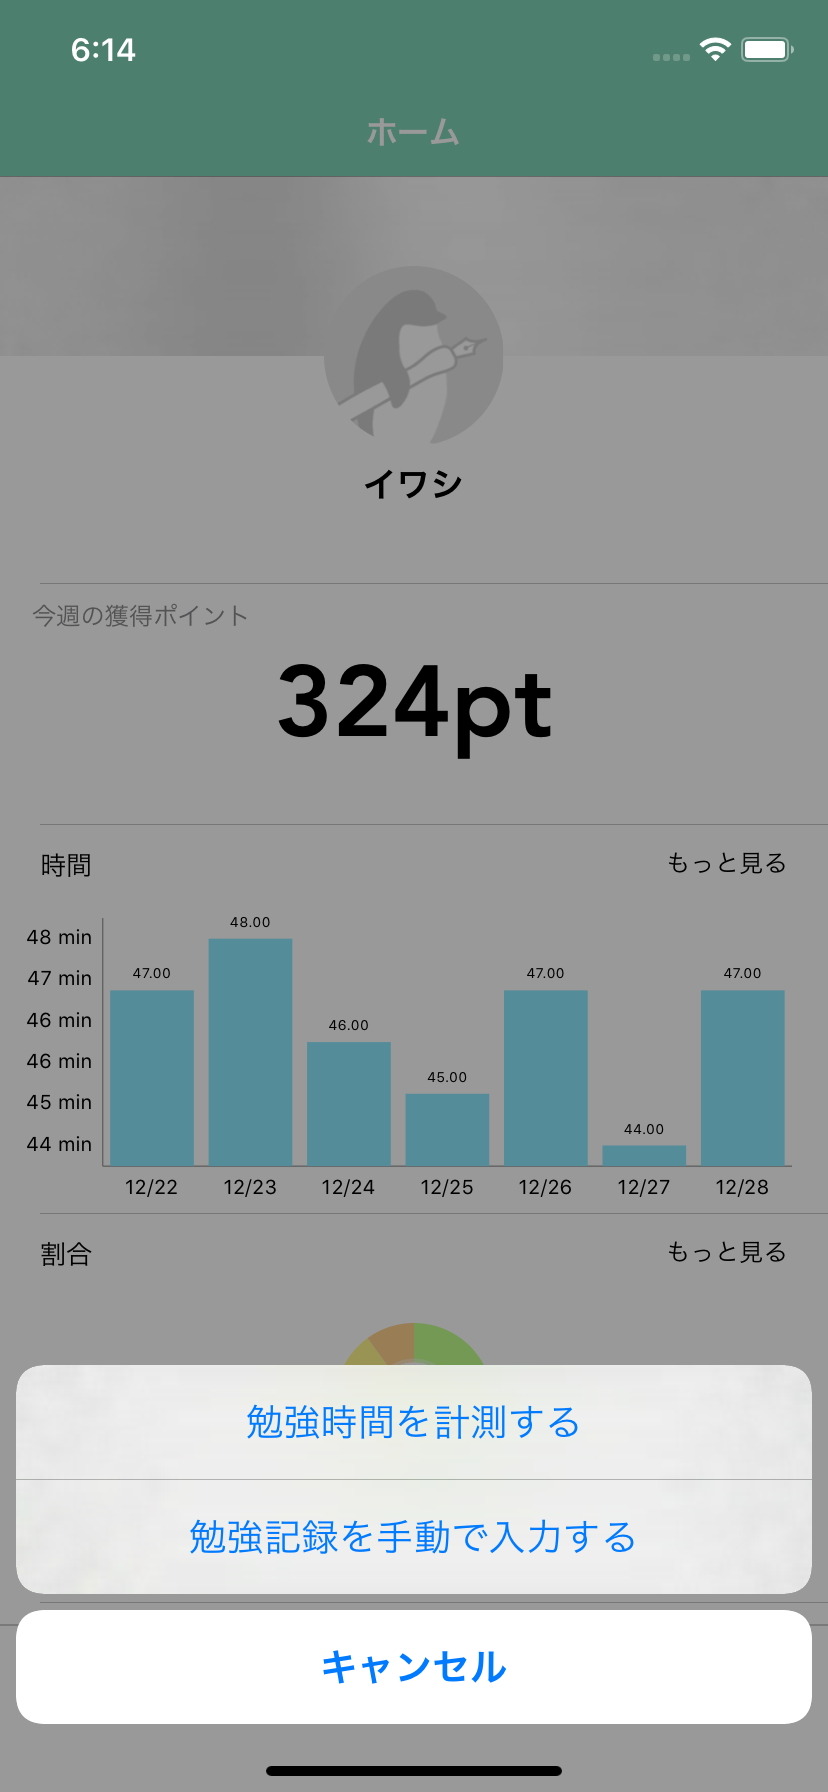 6:14
ホーム
イワシ
今週の獲得ポイント
324pt
時間 もっと見る
48 min
47 min
46 min
46 min
45 min
44 min
47.00
48.00
46.00
45.00
47.00
44.00
47.00
12/22 12/23 12/24 12/25 12/26 12/27 12/28
割合 もっと見る
勉強時間を計測する
勉強記録を手動で入力する
キャンセル